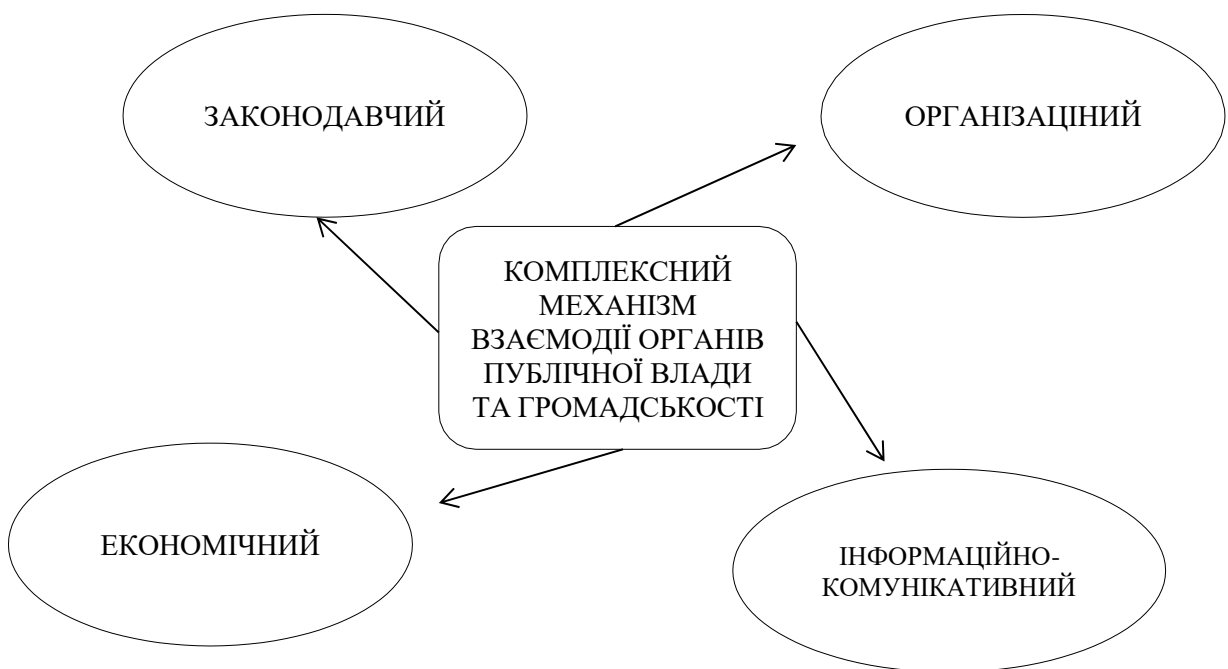 ЗАКОНОДАВЧИЙ
ОРГАНІЗАЦІНИЙ
КОМПЛЕКСНИЙ
МЕХАНІЗМ
ВЗАЄМОДІЇ ОРГАНІВ
ПУБЛІЧНОЇ ВЛАДИ
ТА ГРОМАДСЬКОСТІ
ЕКОНОМІЧНИЙ
ІНФОРМАЦІЙНО-
КОМУНІКАТИВНИЙ